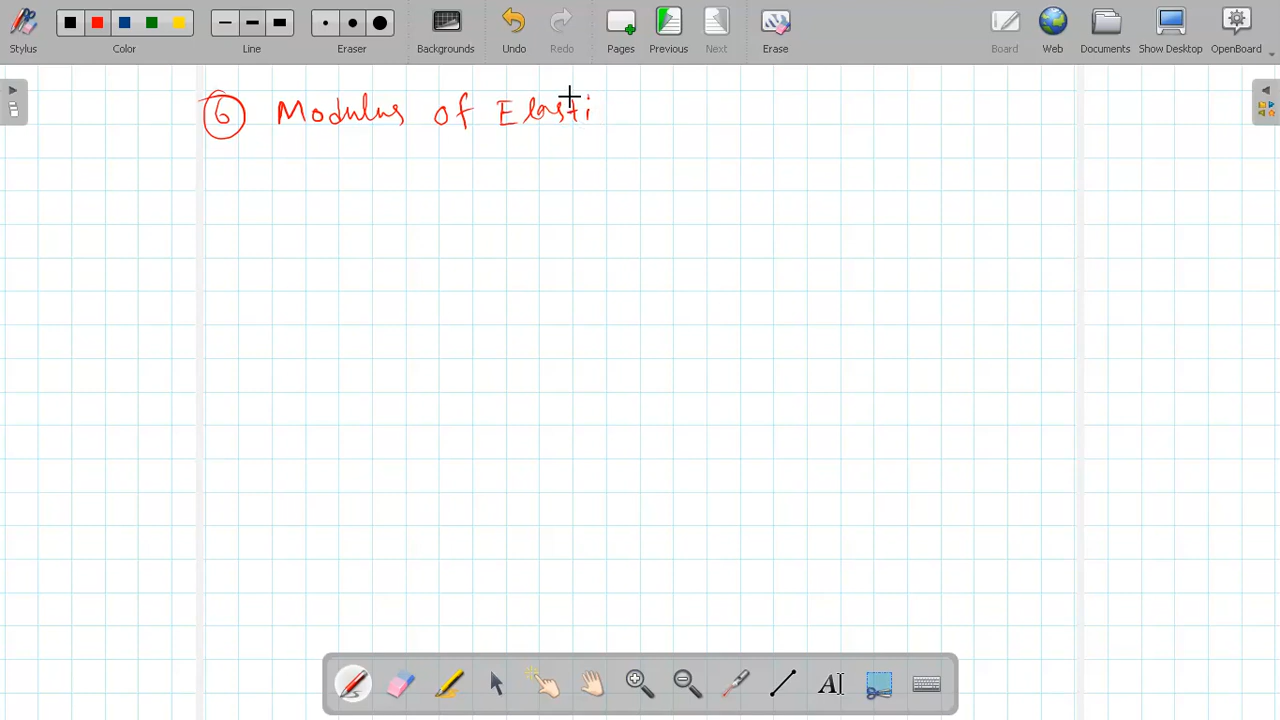 Stylus Color Line Eraser Backgrounds Undo Redo Pages Previous Next Erase Board Web Documents Show Desktop OpenBoard
6 Modulus of Elasti